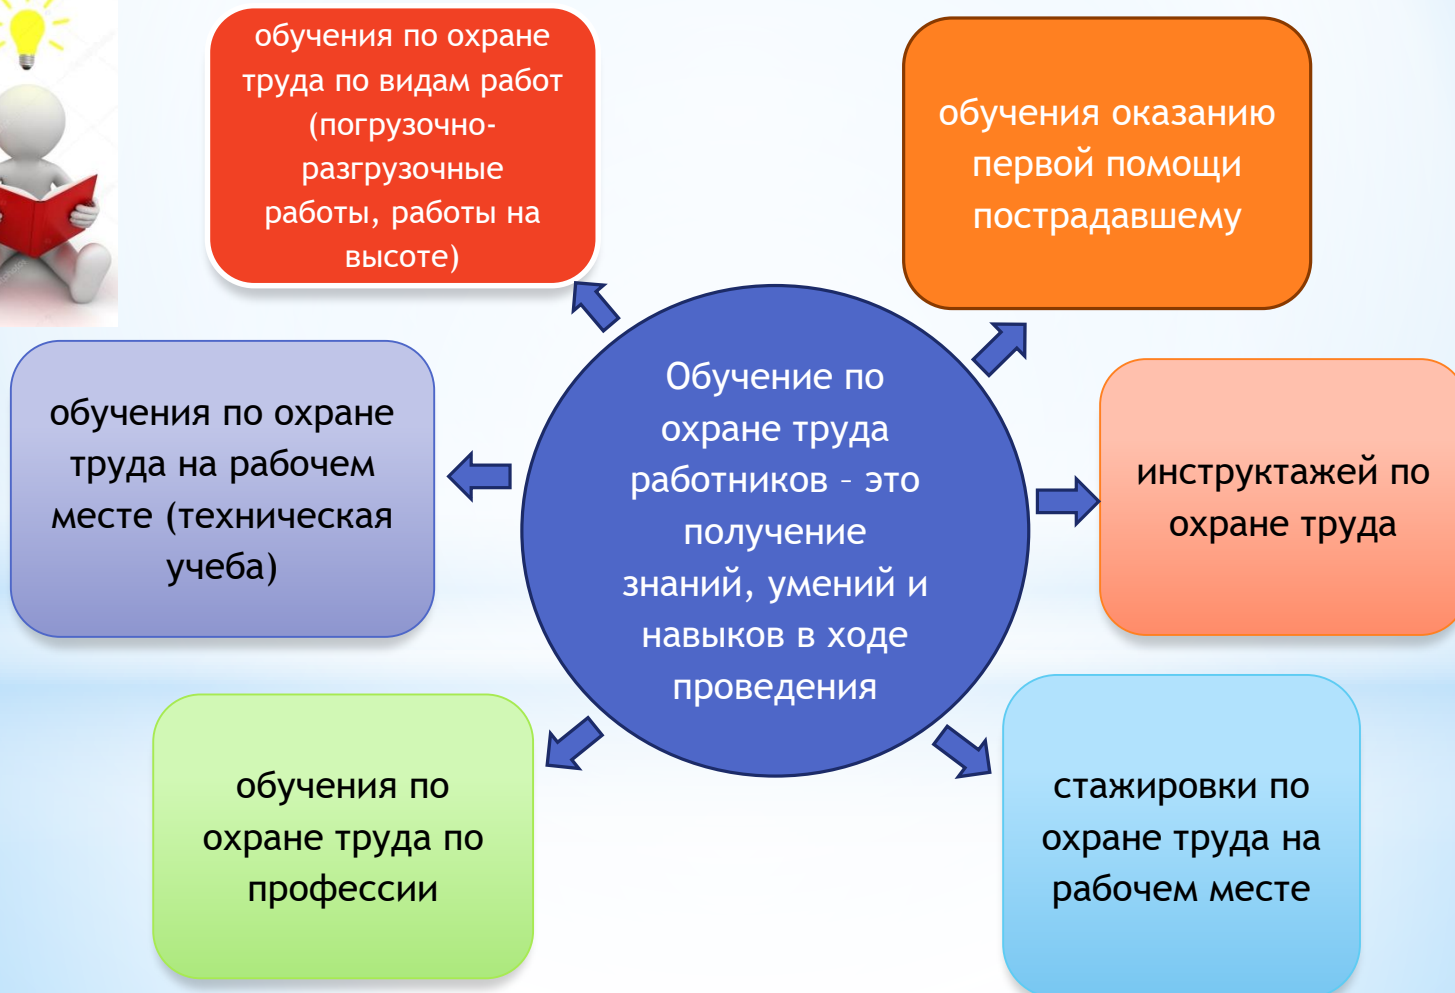 обучения по охране
труда по видам работ
(погрузочно-
разгрузочные
работы, работы на
высоте)
обучения оказанию
первой помощи
пострадавшему
обучения по охране
труда на рабочем
месте (техническая
учеба)
Обучение по
охране труда
работников – это
получение
знаний, умений и
навыков в ходе
проведения
инструктажей по
охране труда
обучения по
охране труда по
профессии
стажировки по
охране труда на
рабочем месте